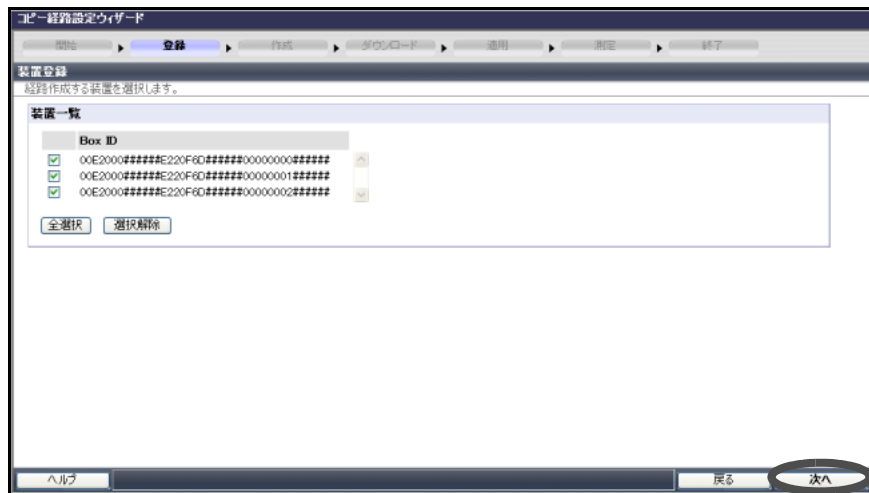 コピー経路設定ウィザード
開始 登録 作成 ダウンロード 適用 測定 終了
装置登録
経路作成する装置を選択します。
装置一覧
Box ID
00E2000######E220F6D######00000000######
00E2000######E220F6D######00000001######
00E2000######E220F6D######00000002######
全選択 選択解除
ヘルプ 戻る 次へ